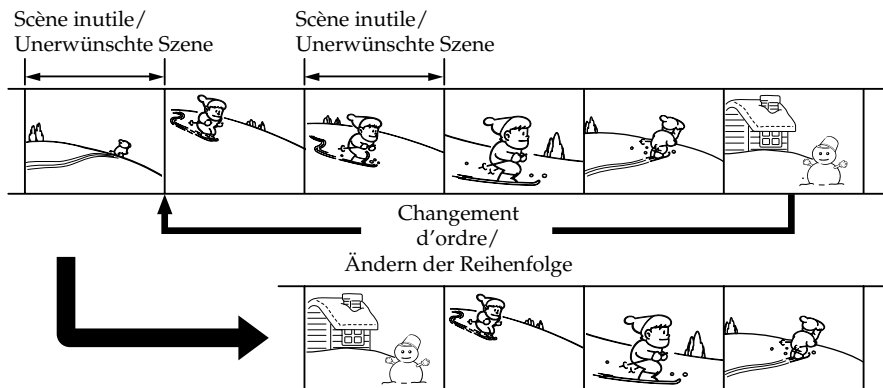 Scène inutile/
Unerwünschte Szene
Scène inutile/
Unerwünschte Szene
Changement
d'ordre/
Ändern der Reihenfolge